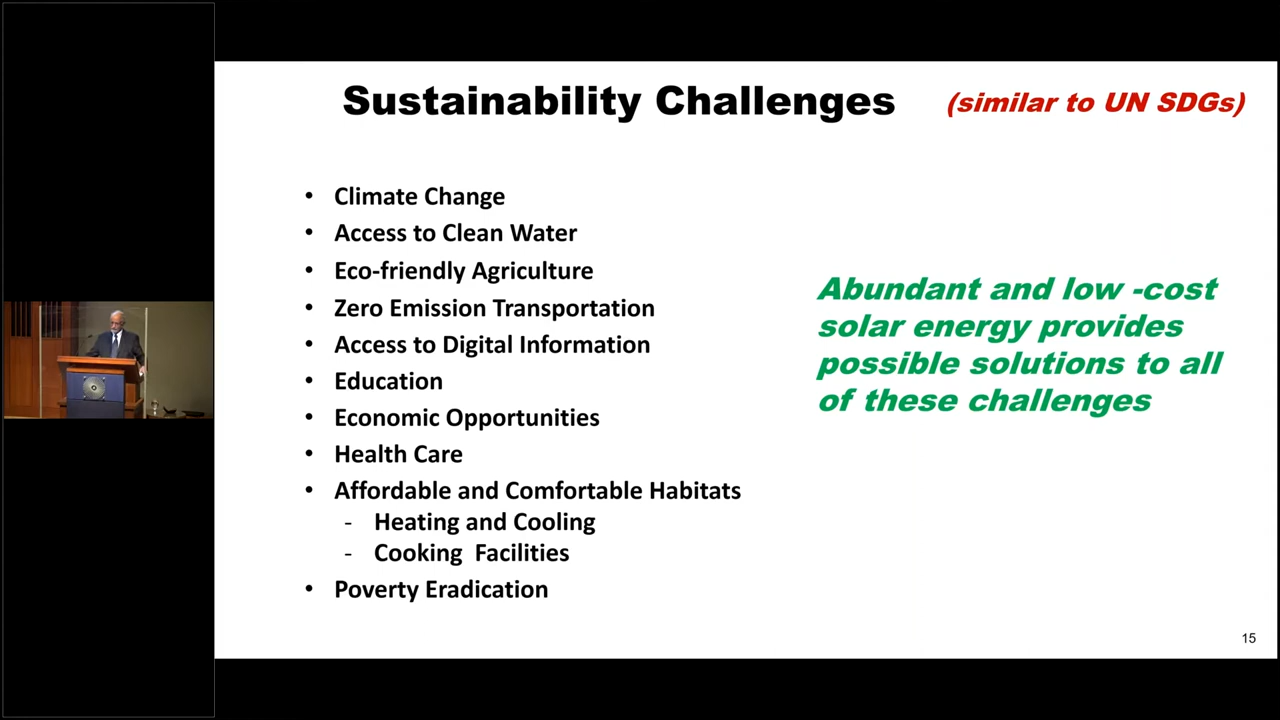 Sustainability Challenges (similar to UN SDGs)
• Climate Change
• Access to Clean Water
• Eco-friendly Agriculture
• Zero Emission Transportation
• Access to Digital Information
• Education
• Economic Opportunities
• Health Care
• Affordable and Comfortable Habitats
- Heating and Cooling
- Cooking Facilities
• Poverty Eradication
Abundant and low -cost
solar energy provides
possible solutions to all
of these challenges
15